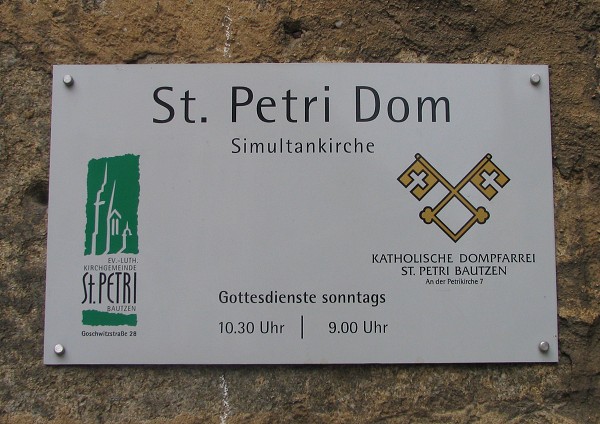 St. Petri Dom
Simultankirche
EV.-LUTH.
KIRCHGEMEINDE
St.PETRI
BAUTZEN
Goschwitzstraße 28
KATHOLISCHE DOMPFARREI
ST. PETRI BAUTZEN
An der Petrikirche 7
Gottesdienste sonntags
10.30 Uhr | 9.00 Uhr